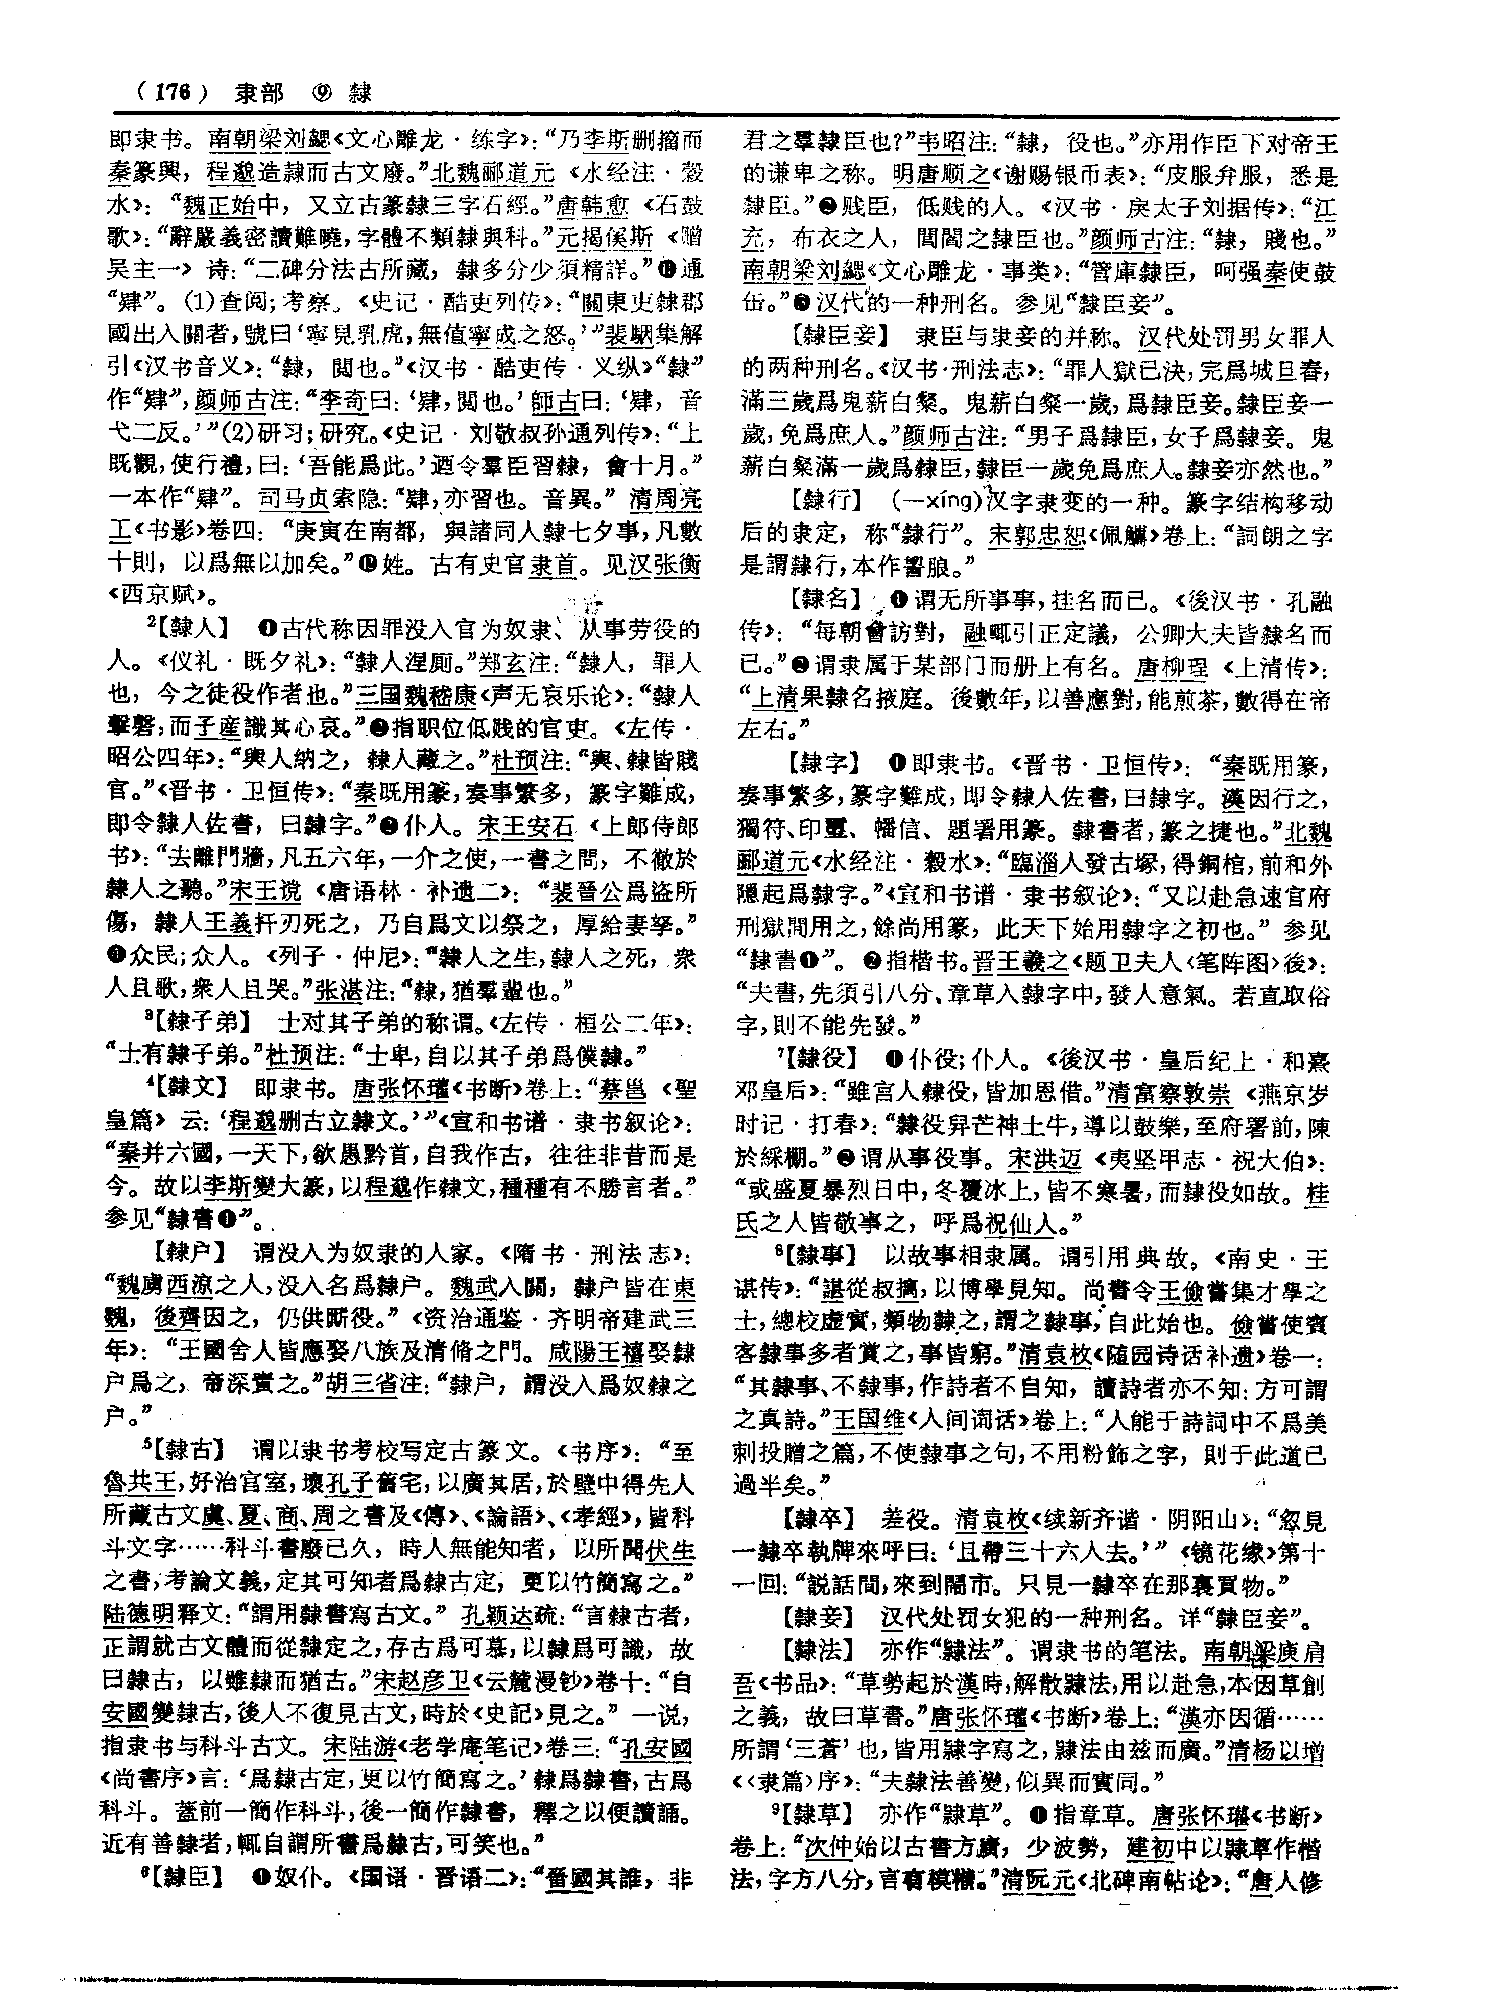 （176） 隶部 ⑨ 隸
即隶书。南朝梁刘勰《文心雕龙·练字》：“乃李斯删籀而
秦篆興，程邈造隸而古文廢。”北魏郦道元《水经注·穀
水》：“魏正始中，又立古篆隸三字石經。”唐韩愈《石鼓
歌》：“辭嚴義密讀難曉，字體不類隸與科。”元揭傒斯《赠
吴主一》诗：“二碑分法古所藏，隸多分少須精詳。”⓫通
“肄”。(1)查阅；考察。《史记·酷吏列传》：“關東吏隸郡
國出入關者，號曰‘寧見乳虎，無值寧成之怒。’”裴駰集解
引《汉书音义》：“隸，閲也。”《汉书·酷吏传·义纵》“隸”
作“肄”，颜师古注：“李奇曰：‘肄，閲也。’師古曰：‘肄，音
弋二反。’”(2)研习；研究。《史记·刘敬叔孙通列传》：“上
既觀，使行禮，曰：‘吾能爲此。’迺令羣臣習隸，會十月。”
一本作“肄”。司马贞索隐：“肄，亦習也。音異。”清周亮
工《书影》卷四：“庚寅在南都，與諸同人隸七夕事，凡數
十則，以爲無以加矣。”⓬姓。古有史官隶首。见汉张衡
《西京赋》。
2【隸人】 ❶古代称因罪没入官为奴隶、从事劳役的
人。《仪礼·既夕礼》：“隸人涅厕。”郑玄注：“隸人，罪人
也，今之徒役作者也。”三国魏嵇康《声无哀乐论》：“隸人
擊磬，而子産識其心哀。”❷指职位低贱的官吏。《左传·
昭公四年》：“輿人纳之，隸人藏之。”杜预注：“輿、隸皆賤
官。”《晋书·卫恒传》：“秦既用篆，奏事繁多，篆字難成，
即令隸人佐書，曰隸字。”❸仆人。宋王安石《上郎侍郎
书》：“去離門牆，凡五六年，一介之使，一書之問，不徹於
隸人之聽。”宋王谠《唐语林·补遗二》：“裴晉公爲盜所
傷，隸人王義扞刃死之，乃自爲文以祭之，厚給妻孥。”
❹众民；众人。《列子·仲尼》：“隸人之生，隸人之死，衆
人且歌，衆人且哭。”张湛注：“隸，猶羣輩也。”
3【隸子弟】 士对其子弟的称谓。《左传·桓公二年》：
“士有隸子弟。”杜预注：“士卑，自以其子弟爲僕隸。”
4【隸文】 即隶书。唐张怀瓘《书断》卷上：“蔡邕《聖
皇篇》云：‘程邈删古立隸文。’”《宣和书谱·隶书叙论》：
“秦并六國，一天下，欲愚黔首，自我作古，往往非昔而是
今。故以李斯變大篆，以程邈作隸文，種種有不勝言者。”
参见“隸書❶”。
【隸户】 谓没入为奴隶的人家。《隋书·刑法志》：
“魏虜西凉之人，没入名爲隸户。魏武入關，隸户皆在東
魏，後齊因之，仍供厮役。”《资治通鉴·齐明帝建武三
年》：“王國舍人皆應娶八族及清脩之門。咸陽王禧娶隸
户爲之，帝深責之。”胡三省注：“隸户，謂没入爲奴隸之
户。”
5【隸古】 谓以隶书考校写定古篆文。《书序》：“至
魯共王，好治宫室，壞孔子舊宅，以廣其居，於壁中得先人
所藏古文虞、夏、商、周之書及《傳》、《論語》、《孝經》，皆科
斗文字……科斗書廢已久，時人無能知者，以所聞伏生
之書，考論文義，定其可知者爲隸古定，更以竹簡寫之。”
陆德明释文：“謂用隸書寫古文。”孔颖达疏：“言隸古者，
正謂就古文體而從隸定之，存古爲可慕，以隸爲可識，故
曰隸古，以雖隸而猶古。”宋赵彦卫《云麓漫钞》卷十：“自
安國變隸古，後人不復見古文，時於《史記》見之。”一说，
指隶书与科斗古文。宋陆游《老学庵笔记》卷三：“孔安國
《尚書序》言：‘爲隸古定，更以竹簡寫之。’隸爲隸書，古爲
科斗。蓋前一簡作科斗，後一簡作隸書，釋之以便讀誦。
近有善隸者，輒自謂所書爲隸古，可笑也。”
6【隸臣】 ❶奴仆。《国语·晋语二》：“晉國其誰，非
君之羣隸臣也？”韦昭注：“隸，役也。”亦用作臣下对帝王
的谦卑之称。明唐顺之《谢赐银币表》：“皮服弁服，悉是
隸臣。”❷贱臣，低贱的人。《汉书·戾太子刘据传》：“江
充，布衣之人，閭閻之隸臣也。”颜师古注：“隸，賤也。”
南朝梁刘勰《文心雕龙·事类》：“管庫隸臣，呵强秦使鼓
缶。”❸汉代的一种刑名。参见“隸臣妾”。
【隸臣妾】 隶臣与隶妾的并称。汉代处罚男女罪人
的两种刑名。《汉书·刑法志》：“罪人獄已決，完爲城旦舂，
滿三歲爲鬼薪白粲。鬼薪白粲一歲，爲隸臣妾。隸臣妾一
歲，免爲庶人。”颜师古注：“男子爲隸臣，女子爲隸妾。鬼
薪白粲滿一歲爲隸臣，隸臣一歲免爲庶人。隸妾亦然也。”
【隸行】 (—xíng)汉字隶变的一种。篆字结构移动
后的隶定，称“隸行”。宋郭忠恕《佩觿》卷上：“詞朗之字
是謂隸行，本作䛐朖。”
【隸名】 ❶谓无所事事，挂名而已。《後汉书·孔融
传》：“每朝會訪對，融輒引正定議，公卿大夫皆隸名而
已。”❷谓隶属于某部门而册上有名。唐柳珵《上清传》：
“上清果隸名掖庭。後數年，以善應對，能煎茶，數得在帝
左右。”
【隸字】 ❶即隶书。《晋书·卫恒传》：“秦既用篆，
奏事繁多，篆字難成，即令隸人佐書，曰隸字。漢因行之，
獨符、印璽、幡信、題署用篆。隸書者，篆之捷也。”北魏
郦道元《水经注·穀水》：“臨淄人發古塚，得銅棺，前和外
隱起爲隸字。”《宣和书谱·隶书叙论》：“又以赴急速官府
刑獄間用之，餘尚用篆，此天下始用隸字之初也。”参见
“隸書❶”。❷指楷书。晋王羲之《题卫夫人〈笔阵图〉後》：
“夫書，先須引八分、章草入隸字中，發人意氣。若直取俗
字，則不能先發。”
7【隸役】 ❶仆役；仆人。《後汉书·皇后纪上·和熹
邓皇后》：“雖宫人隸役，皆加恩借。”清富察敦崇《燕京岁
时记·打春》：“隸役舁芒神土牛，導以鼓樂，至府署前，陳
於綵棚。”❷谓从事役事。宋洪迈《夷坚甲志·祝大伯》：
“或盛夏暴烈日中，冬覆冰上，皆不寒暑，而隸役如故。桂
氏之人皆敬事之，呼爲祝仙人。”
8【隸事】 以故事相隶属。谓引用典故。《南史·王
谌传》：“諶從叔摛，以博學見知。尚書令王儉嘗集才學之
士，總校虚實，類物隸之，謂之隸事，自此始也。儉嘗使賓
客隸事多者賞之，事皆窮。”清袁枚《随园诗话补遗》卷一：
“其隸事、不隸事，作詩者不自知，讀詩者亦不知：方可謂
之真詩。”王国维《人间词话》卷上：“人能于詩詞中不爲美
刺投贈之篇，不使隸事之句，不用粉飾之字，則于此道已
過半矣。”
【隸卒】 差役。清袁枚《续新齐谐·阴阳山》：“忽見
一隸卒執牌來呼曰：‘且帶三十六人去。’”《镜花缘》第十
一回：“説話間，來到鬧市。只見一隸卒在那裏買物。”
【隸妾】 汉代处罚女犯的一种刑名。详“隸臣妾”。
【隸法】 亦作“隷法”。谓隶书的笔法。南朝梁庾肩
吾《书品》：“草勢起於漢時，解散隸法，用以赴急，本因草創
之義，故曰草書。”唐张怀瓘《书断》卷上：“漢亦因循……
所謂‘三蒼’也，皆用隷字寫之，隷法由兹而廣。”清杨以增
《〈隶篇〉序》：“夫隸法善變，似異而實同。”
9【隸草】 亦作“隷草”。❶指章草。唐张怀瓘《书断》
卷上：“次仲始以古書方廣，少波勢，建初中以隸草作楷
法，字方八分，言有模楷。”清阮元《北碑南帖论》：“唐人修